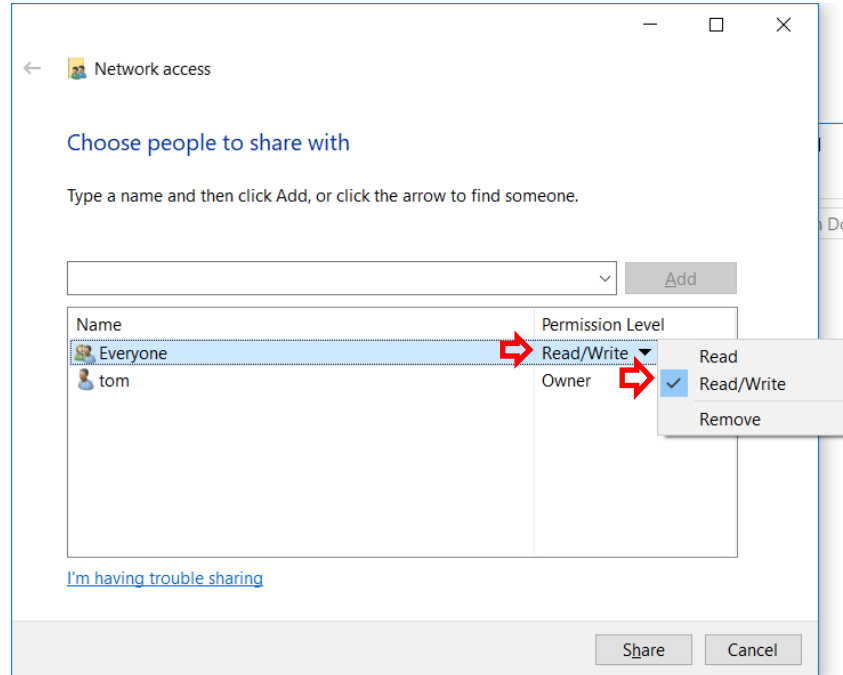 Network access
Choose people to share with
Type a name and then click Add, or click the arrow to find someone.
Add
Name Permission Level
Everyone Read/Write
tom Owner
Read
Read/Write
Remove
I'm having trouble sharing
Share Cancel